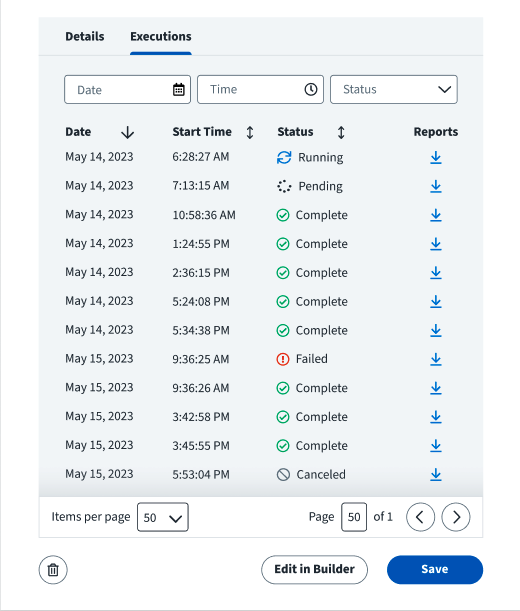 Details Executions
Date Time Status
Date Start Time Status Reports
May 14, 2023 6:28:27 AM Running
May 14, 2023 7:13:15 AM Pending
May 14, 2023 10:58:36 AM Complete
May 14, 2023 1:24:55 PM Complete
May 14, 2023 2:36:15 PM Complete
May 14, 2023 5:24:08 PM Complete
May 14, 2023 5:34:38 PM Complete
May 15, 2023 9:36:25 AM Failed
May 15, 2023 9:36:26 AM Complete
May 15, 2023 3:42:58 PM Complete
May 15, 2023 3:45:55 PM Complete
May 15, 2023 5:53:04 PM Canceled
Items per page 50 Page 50 of 1
Edit in Builder Save